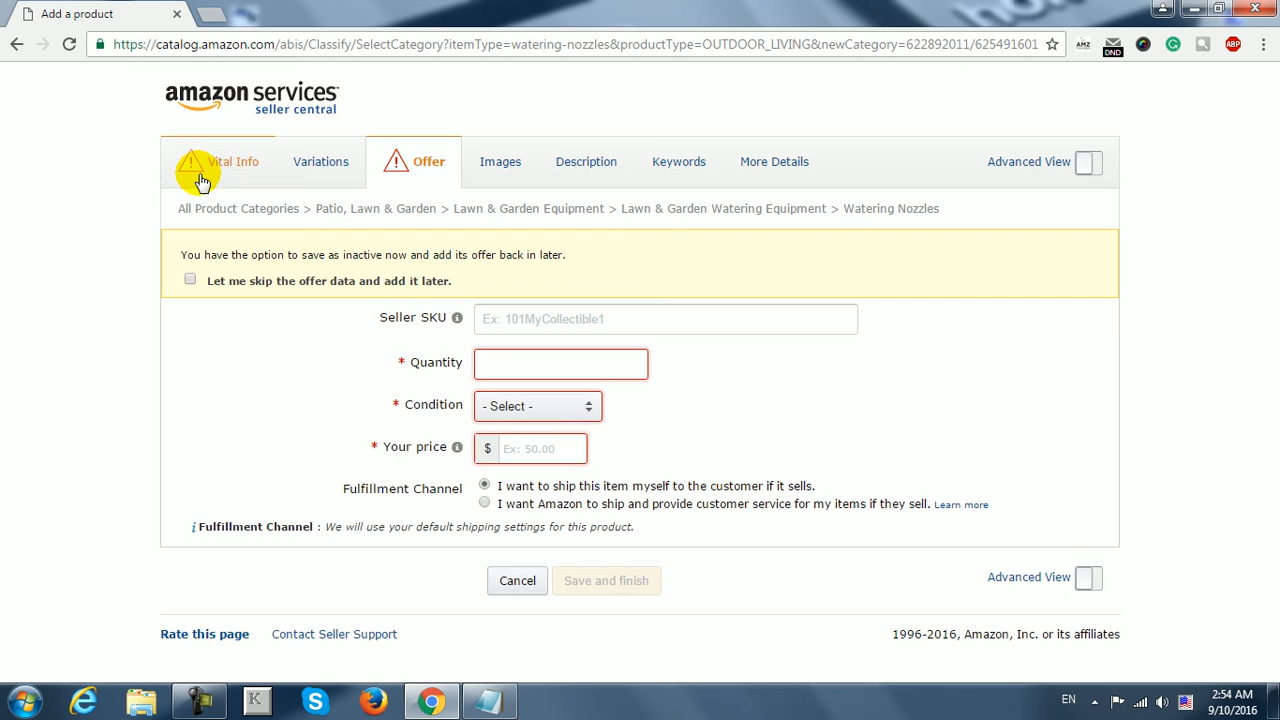 Add a product
https://catalog.amazon.com/abis/Classify/SelectCategory?itemType=watering-nozzles&productType=OUTDOOR_LIVING&newCategory=622892011/625491601
AMZ
DND
ABP
amazon services
seller central
Vital Info
Variations
Offer
Images
Description
Keywords
More Details
Advanced View
All Product Categories > Patio, Lawn & Garden > Lawn & Garden Equipment > Lawn & Garden Watering Equipment > Watering Nozzles
You have the option to save as inactive now and add its offer back in later.
Let me skip the offer data and add it later.
Seller SKU
Ex: 101MyCollectible1
* Quantity
* Condition
- Select -
* Your price
$
Ex: 50.00
Fulfillment Channel
I want to ship this item myself to the customer if it sells.
I want Amazon to ship and provide customer service for my items if they sell. Learn more
Fulfillment Channel : We will use your default shipping settings for this product.
Cancel
Save and finish
Advanced View
Rate this page
Contact Seller Support
1996-2016, Amazon, Inc. or its affiliates
EN
2:54 AM
9/10/2016